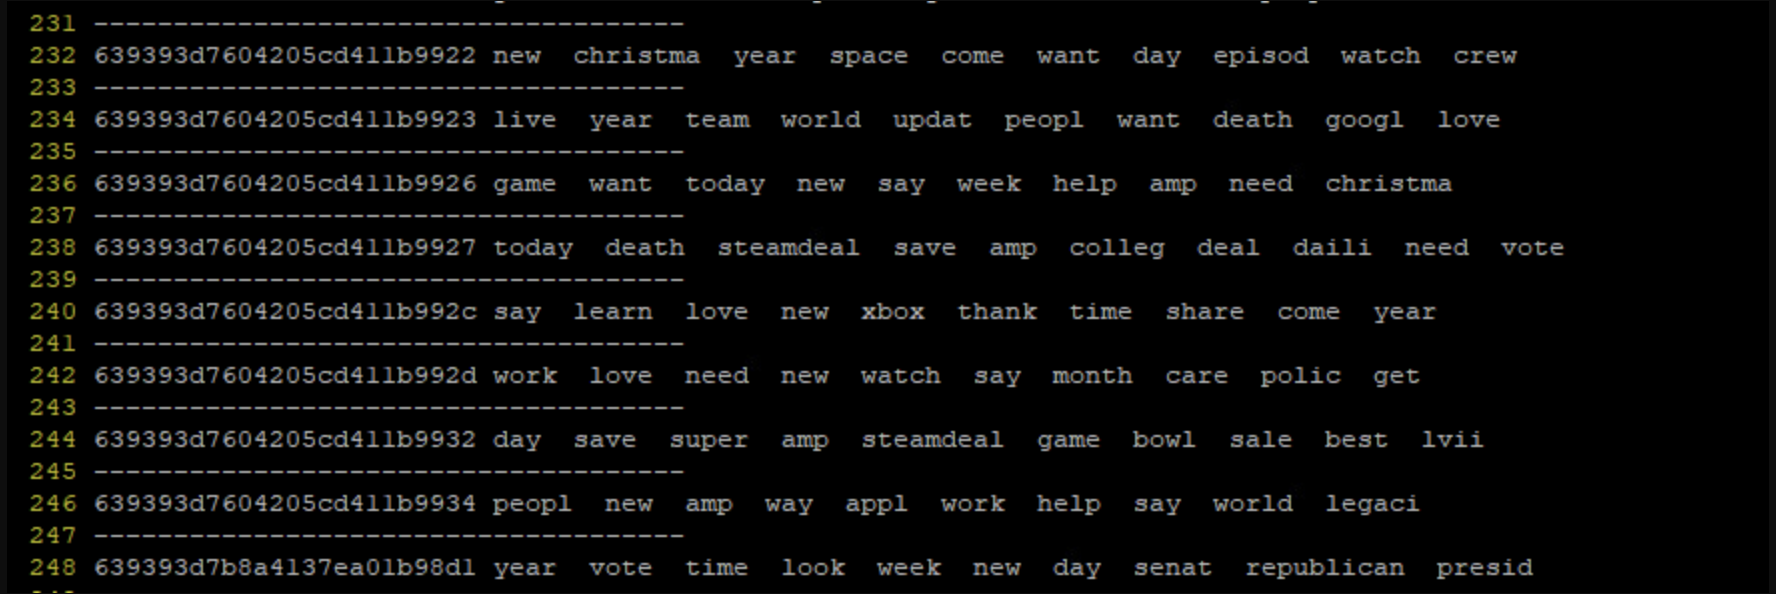 231 -------------------------------------
232 639393d7604205cd411b9922 new christma year space come want day episod watch crew
233 -------------------------------------
234 639393d7604205cd411b9923 live year team world updat peopl want death googl love
235 -------------------------------------
236 639393d7604205cd411b9926 game want today new say week help amp need christma
237 -------------------------------------
238 639393d7604205cd411b9927 today death steamdeal save amp colleg deal daili need vote
239 -------------------------------------
240 639393d7604205cd411b992c say learn love new xbox thank time share come year
241 -------------------------------------
242 639393d7604205cd411b992d work love need new watch say month care polic get
243 -------------------------------------
244 639393d7604205cd411b9932 day save super amp steamdeal game bowl sale best lvii
245 -------------------------------------
246 639393d7604205cd411b9934 peopl new amp way appl work help say world legaci
247 -------------------------------------
248 639393d7b8a4137ea01b98d1 year vote time look week new day senat republican presid